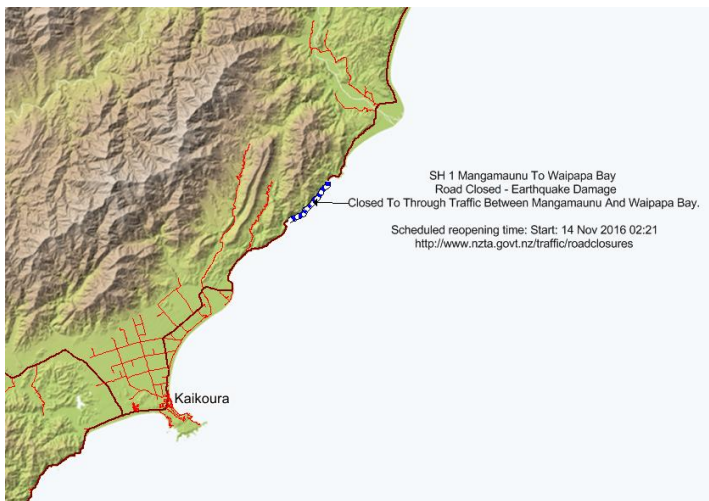 SH 1 Mangamaunu To Waipapa Bay
Road Closed - Earthquake Damage
Closed To Through Traffic Between Mangamaunu And Waipapa Bay.
Scheduled reopening time: Start: 14 Nov 2016 02:21
http://www.nzta.govt.nz/traffic/roadclosures
Kaikoura